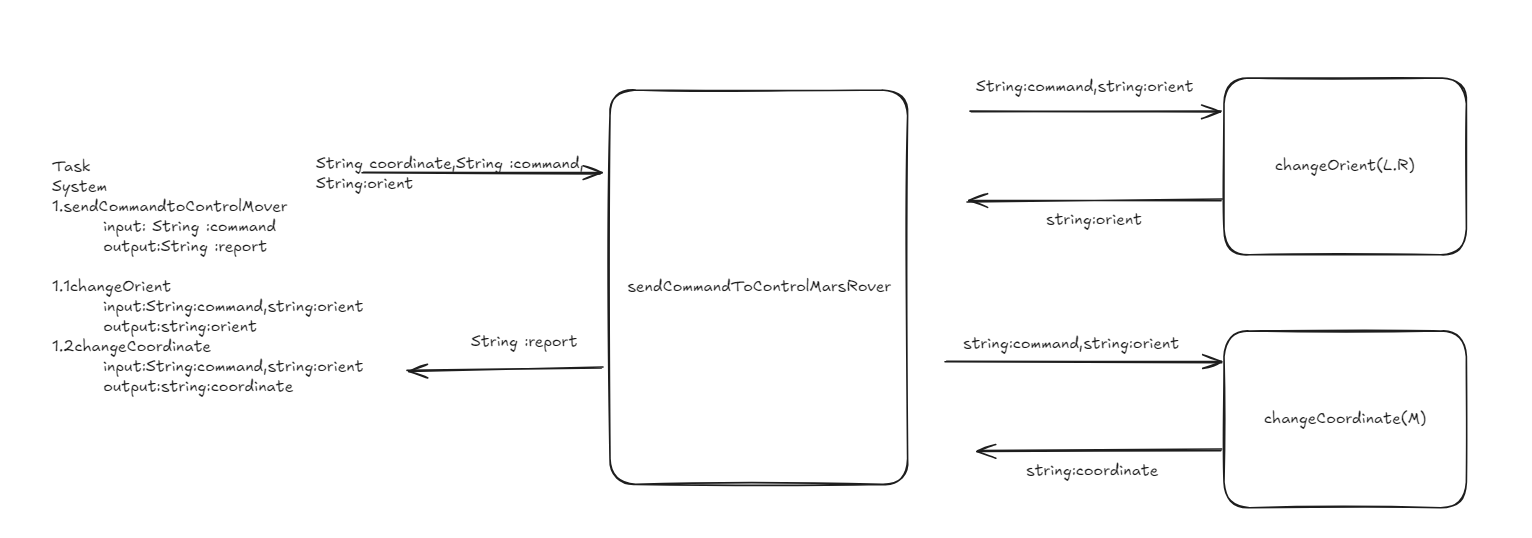 Task
System
1.sendCommandtoControlMover
input: String :command
output:String :report
1.1changeOrient
input:String:command,string:orient
output:string:orient
1.2changeCoordinate
input:String:command,string:orient
output:string:coordinate
String coordinate,String :command,
String:orient
String :report
sendCommandToControlMarsRover
String:command,string:orient
string:orient
changeOrient(L.R)
string:command,string:orient
string:coordinate
changeCoordinate(M)